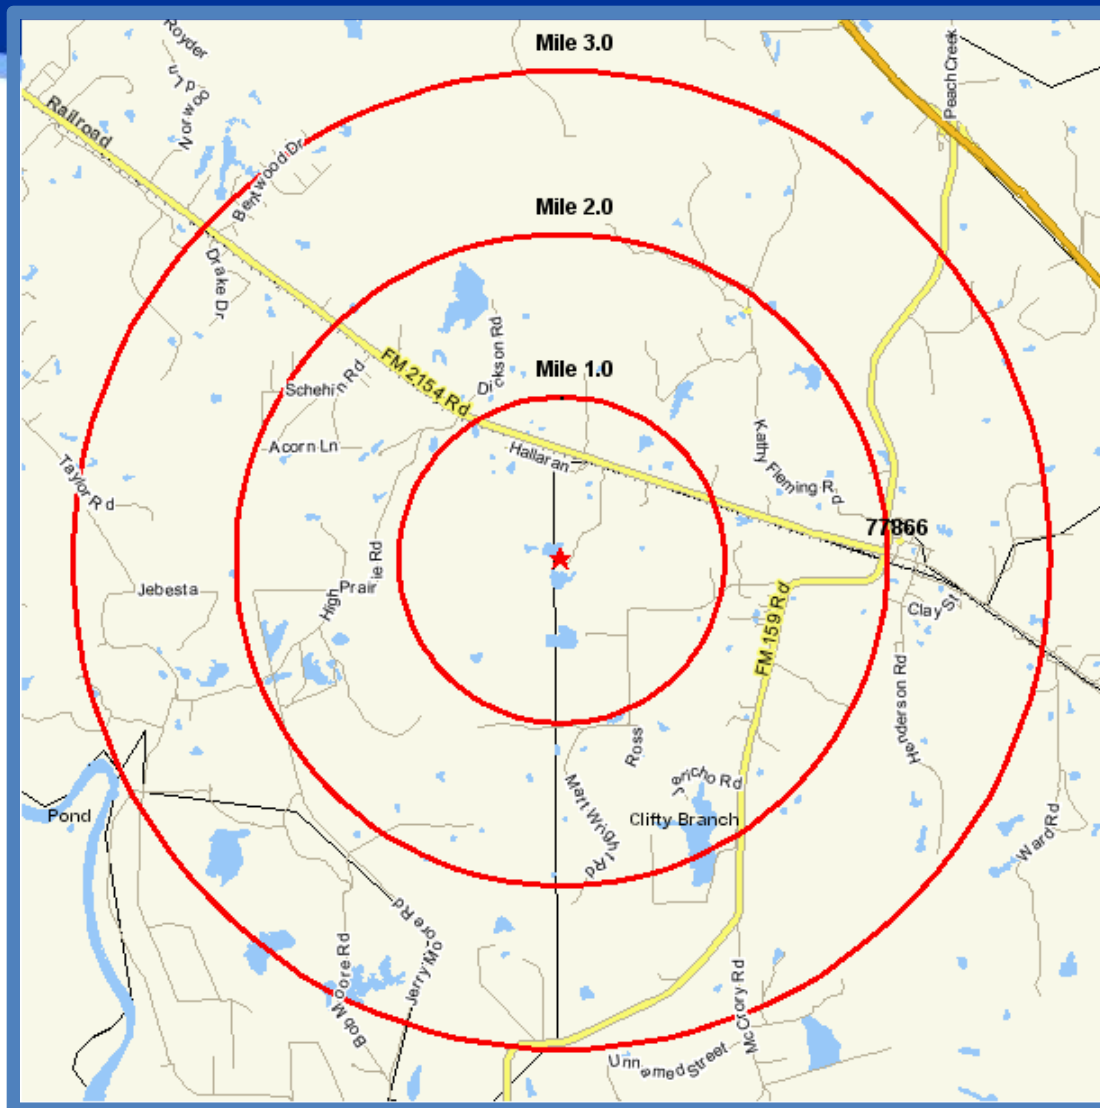 Royder
Norwood Ln
Mile 3.0
Peach Creek
Railroad
Bentwood Dr
Mile 2.0
Drake Dr
Dickson Rd
FM 2154 Rd
Mile 1.0
Schehin Rd
Acorn Ln
Hallaran
Kathy Fleming Rd
Taylor Rd
77866
High Prairie Rd
Jebesta
Clay St
FM 159 Rd
Henderson Rd
Ross
Jericho Rd
Matt Wright Rd
Pond
Clifty Branch
Ward Rd
Jerry Moore Rd
Bob Moore Rd
McCrory Rd
Unnamed Street